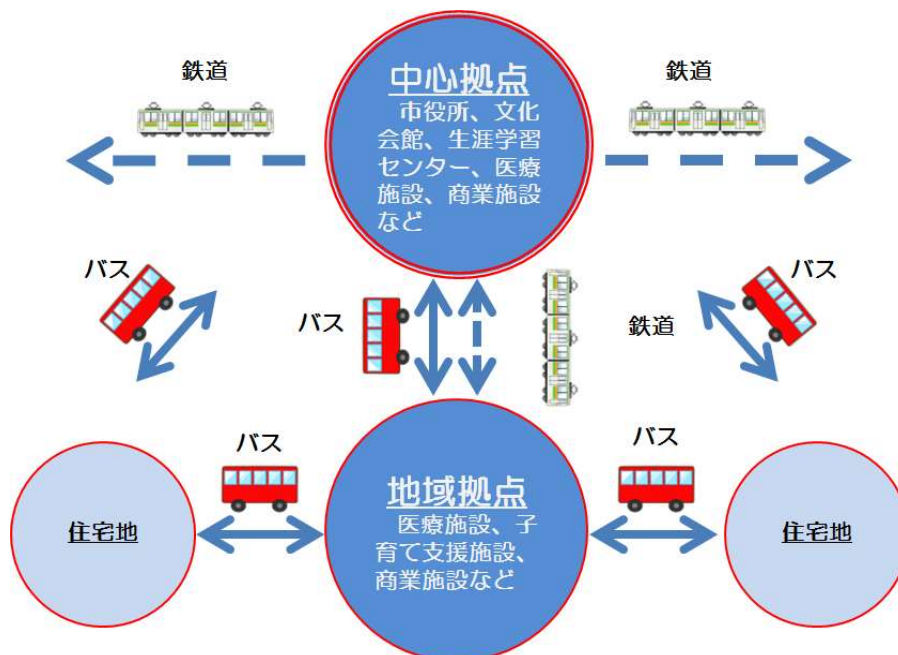 鉄道
中心拠点
鉄道
市役所、文化
会館、生涯学習
センター、医療
施設、商業施設
など
バス
バス
バス
鉄道
バス
バス
住宅地
地域拠点
医療施設、子
育て支援施設、
商業施設など
住宅地